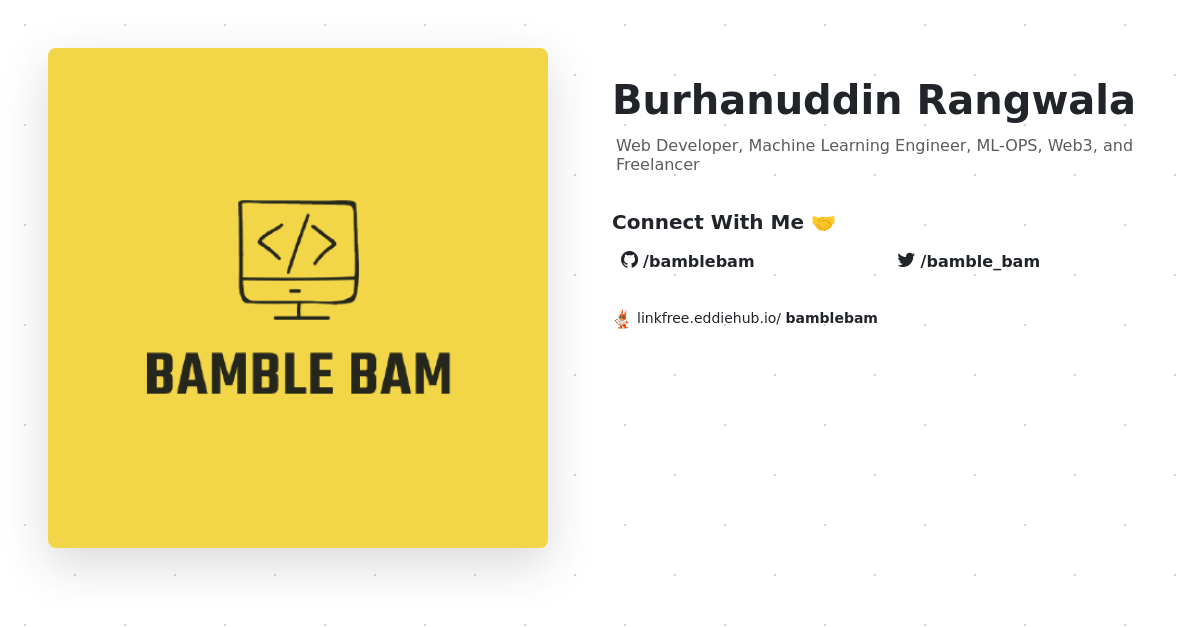 </>
BAMBLE BAM
Burhanuddin Rangwala
Web Developer, Machine Learning Engineer, ML-OPS, Web3, and
Freelancer
Connect With Me 🤝
/bamblebam
/bamble_bam
linkfree.eddiehub.io/ bamblebam